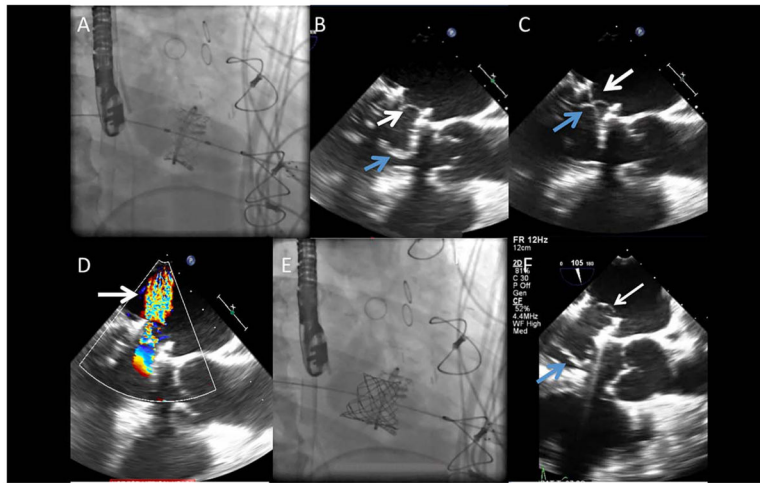 A
B
C
D
E
F
FR 12Hz
12cm
2D
81%
C 30
P Off
Gen
CF
52%
4.4MHz
WF High
Med
0 105 180